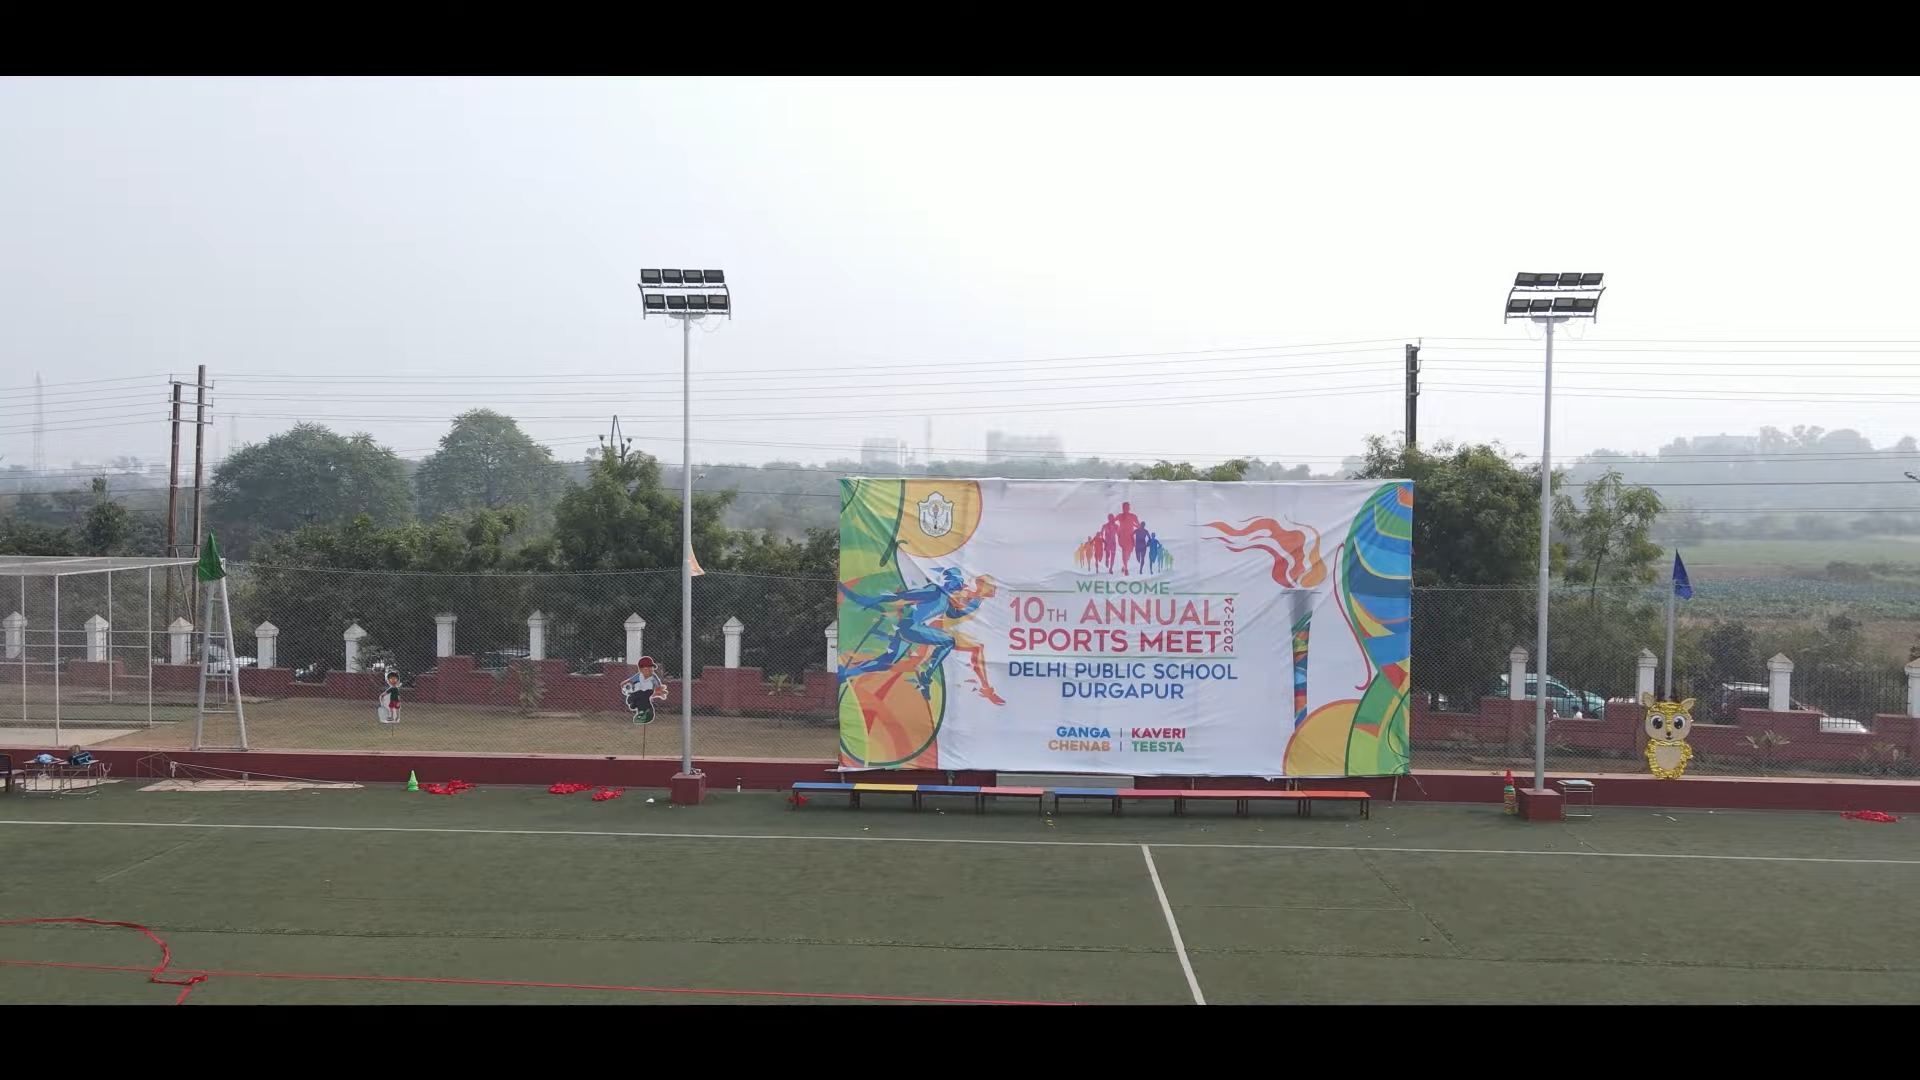 WELCOME
10TH ANNUAL
SPORTS MEET 2023-24
DELHI PUBLIC SCHOOL
DURGAPUR
GANGA | KAVERI
CHENAB | TEESTA